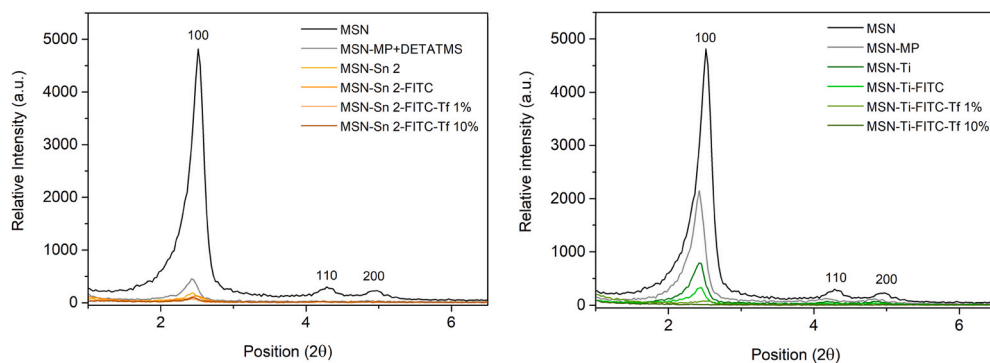 5000
4000
3000
2000
1000
0
Relative Intensity (a.u.)
100
110
200
MSN
MSN-MP+DETATMS
MSN-Sn 2
MSN-Sn 2-FITC
MSN-Sn 2-FITC-Tf 1%
MSN-Sn 2-FITC-Tf 10%
2
4
6
Position (2θ)
5000
4000
3000
2000
1000
0
Relative intensity (a.u.)
100
110
200
MSN
MSN-MP
MSN-Ti
MSN-Ti-FITC
MSN-Ti-FITC-Tf 1%
MSN-Ti-FITC-Tf 10%
2
4
6
Position (2θ)